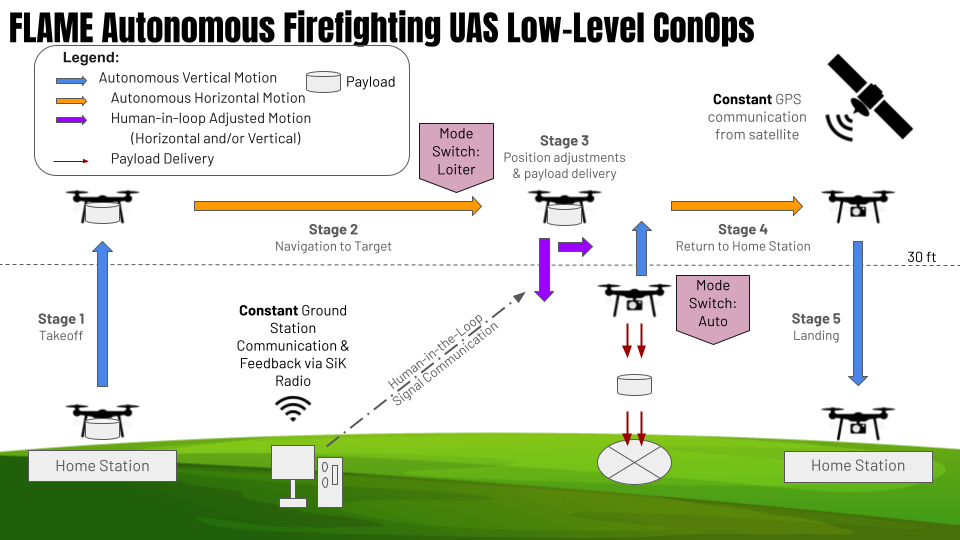 FLAME Autonomous Firefighting UAS Low-Level ConOps
Legend:
Autonomous Vertical Motion
Payload
Autonomous Horizontal Motion
Human-in-loop Adjusted Motion
(Horizontal and/or Vertical)
Payload Delivery
Mode
Switch:
Loiter
Stage 3
Position adjustments
& payload delivery
Constant GPS
communication
from satellite
Stage 2
Navigation to Target
Stage 4
Return to Home Station
30 ft
Stage 1
Takeoff
Constant Ground
Station
Communication &
Feedback via SiK
Radio
Human-in-the-Loop
Signal Communication
Mode
Switch:
Auto
Stage 5
Landing
Home Station
Home Station